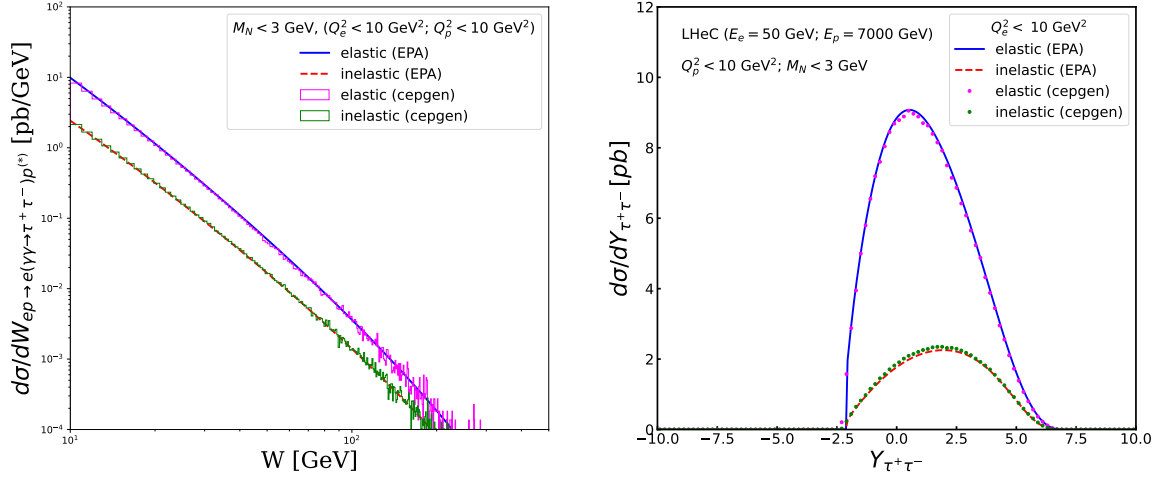 M_N < 3 GeV, (Q_e^2 < 10 GeV^2; Q_p^2 < 10 GeV^2)
elastic (EPA)
inelastic (EPA)
elastic (cepgen)
inelastic (cepgen)
dσ/dW_{ep→e(γγ→τ^+τ^-)p^{(*)}} [pb/GeV]
10^1
10^0
10^{-1}
10^{-2}
10^{-3}
10^{-4}
10^1
10^2
W [GeV]
LHeC (E_e = 50 GeV; E_p = 7000 GeV)
Q_p^2 < 10 GeV^2; M_N < 3 GeV
Q_e^2 < 10 GeV^2
elastic (EPA)
inelastic (EPA)
elastic (cepgen)
inelastic (cepgen)
dσ/dY_{τ^+τ^-} [pb]
12
10
8
6
4
2
0
−10.0
−7.5
−5.0
−2.5
0.0
2.5
5.0
7.5
10.0
Y_{τ^+τ^-}